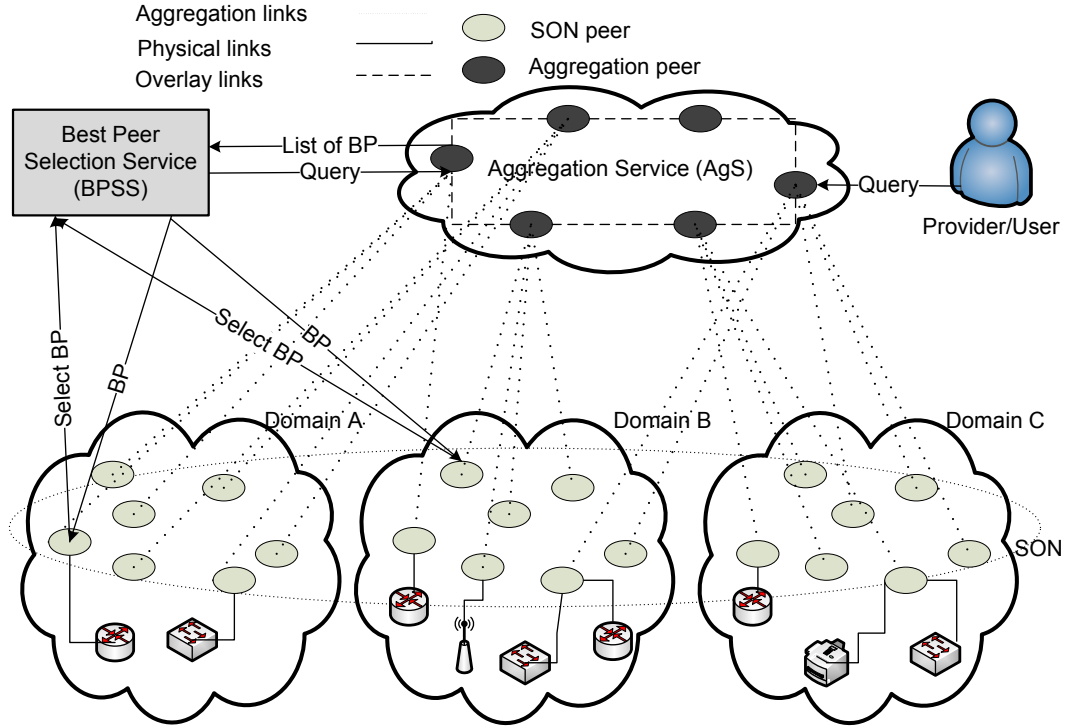 Aggregation links
Physical links
Overlay links
SON peer
Aggregation peer
Best Peer
Selection Service
(BPSS)
List of BP
Query
Aggregation Service (AgS)
Query
Provider/User
Select BP
BP
Select BP
BP
Domain A
Domain B
Domain C
SON